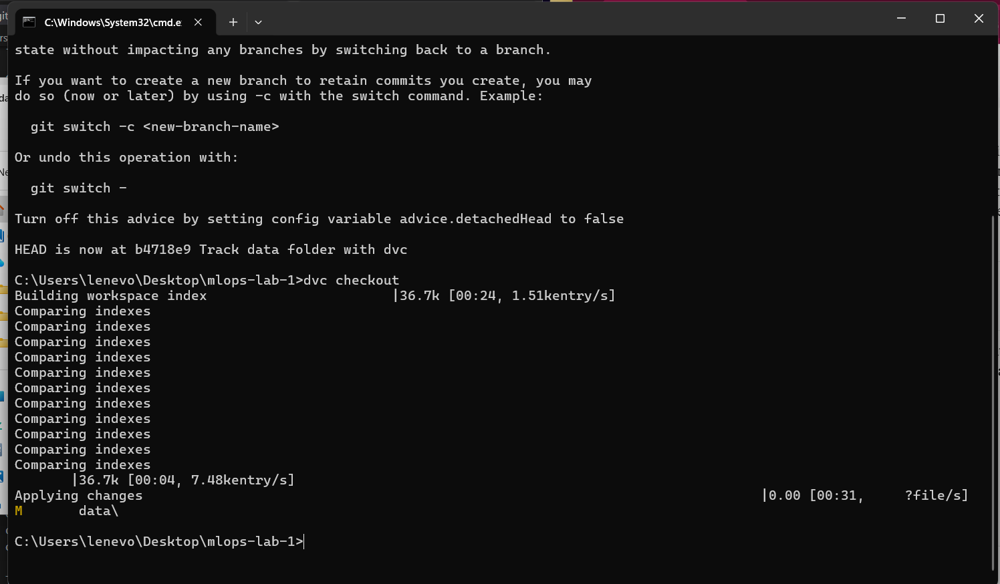 C:\Windows\System32\cmd.e
state without impacting any branches by switching back to a branch.
If you want to create a new branch to retain commits you create, you may
do so (now or later) by using -c with the switch command. Example:
git switch -c <new-branch-name>
Or undo this operation with:
git switch -
Turn off this advice by setting config variable advice.detachedHead to false
HEAD is now at b4718e9 Track data folder with dvc
C:\Users\lenevo\Desktop\mlops-lab-1>dvc checkout
Building workspace index |36.7k [00:24, 1.51kentry/s]
Comparing indexes
Comparing indexes
Comparing indexes
Comparing indexes
Comparing indexes
Comparing indexes
Comparing indexes
Comparing indexes
Comparing indexes
Comparing indexes
Comparing indexes
|36.7k [00:04, 7.48kentry/s]
Applying changes |0.00 [00:31, ?file/s]
M data\
C:\Users\lenevo\Desktop\mlops-lab-1>